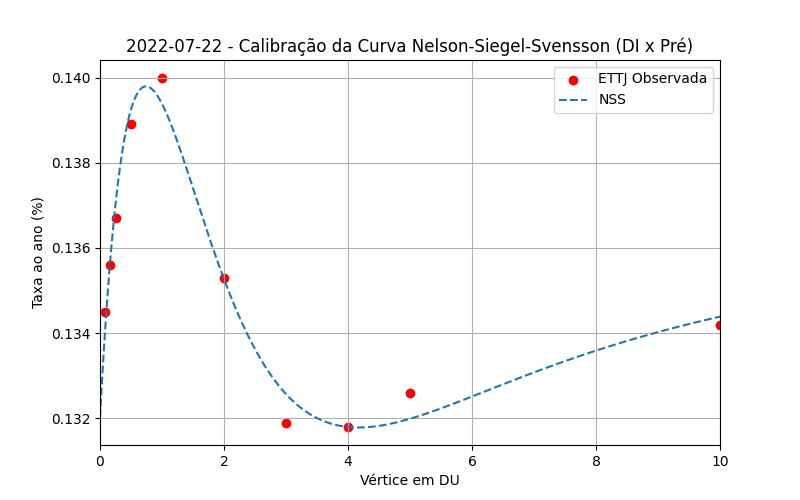 2022-07-22 - Calibração da Curva Nelson-Siegel-Svensson (DI x Pré)
ETTJ Observada
NSS
0.140
0.138
0.136
0.134
0.132
Taxa ao ano (%)
0 2 4 6 8 10
Vértice em DU